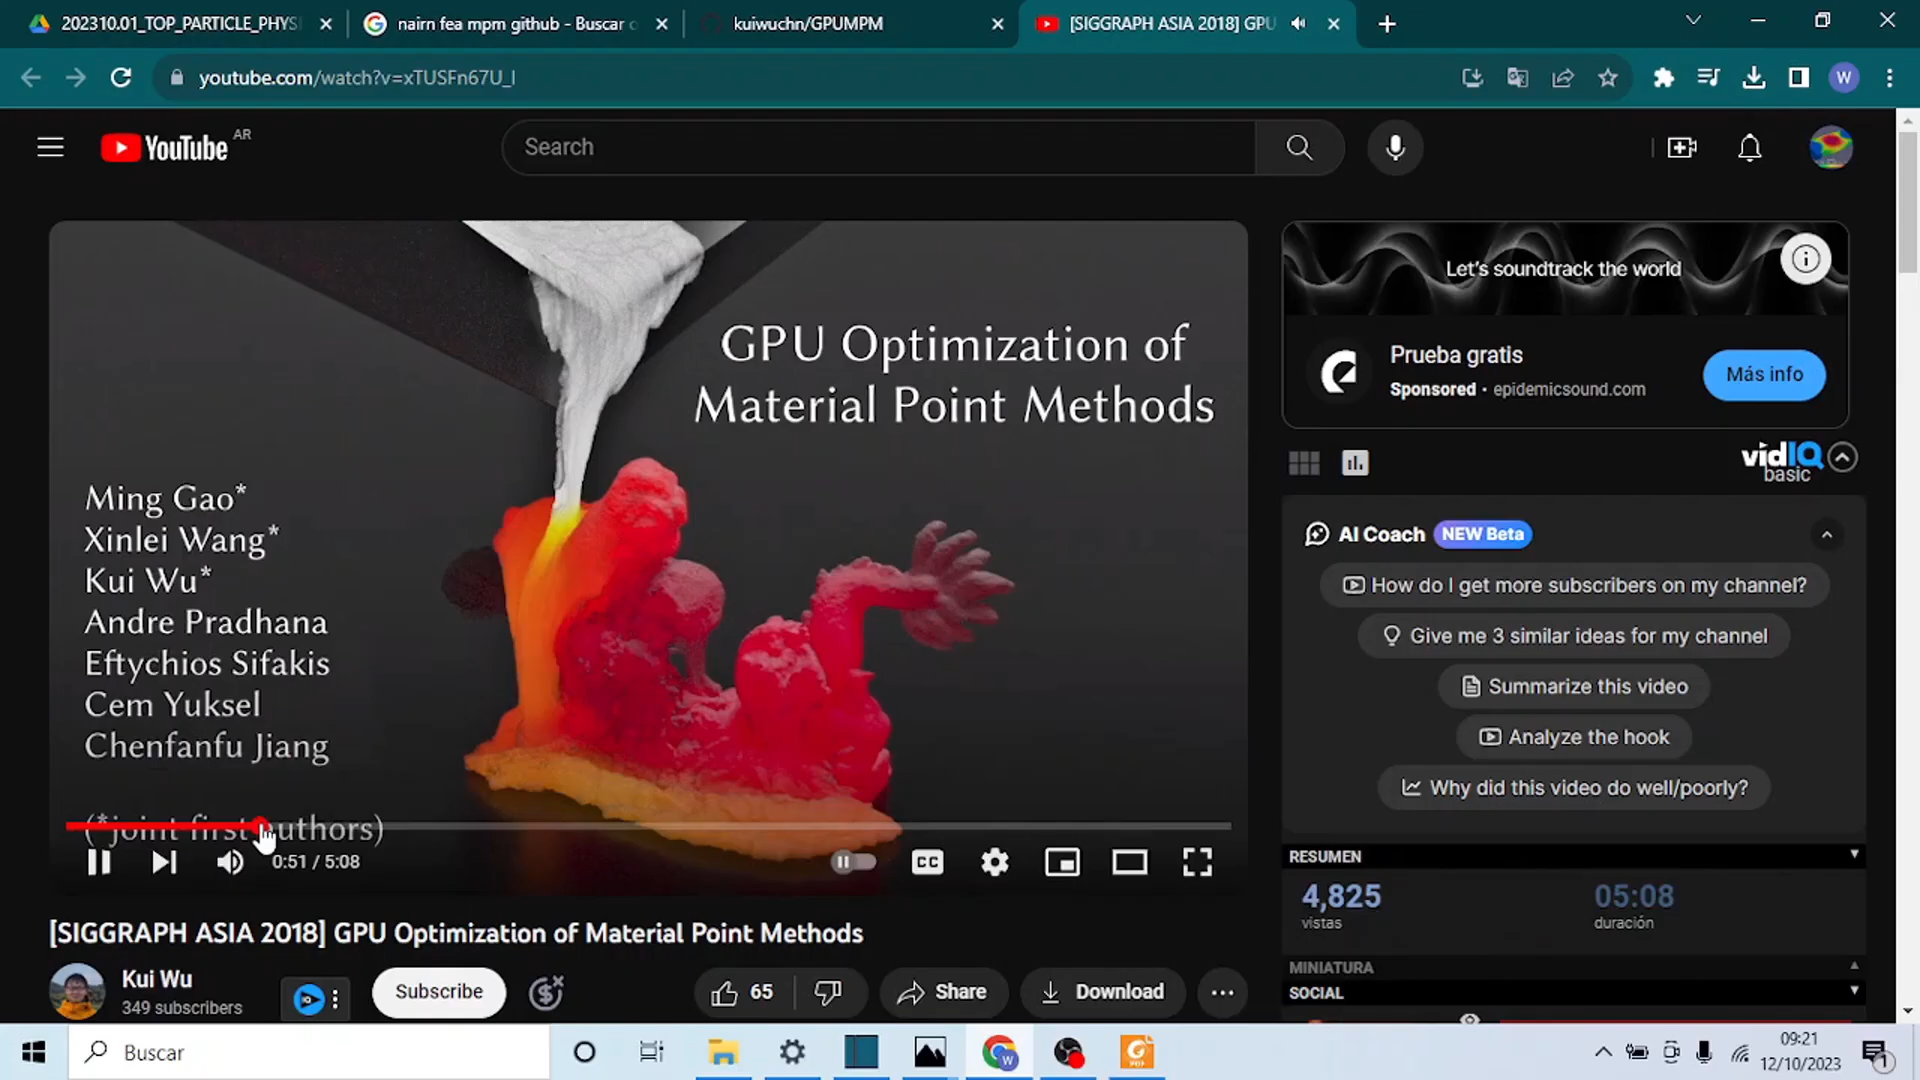 202310.01_TOP_PARTICLE_PHYS
nairn fea mpm github - Buscar c
kuiwuchn/GPUMPM
[SIGGRAPH ASIA 2018] GPU
youtube.com/watch?v=xTUSFn67U_I
W
YouTube AR
Search
GPU Optimization of
Material Point Methods
Ming Gao*
Xinlei Wang*
Kui Wu*
Andre Pradhana
Eftychios Sifakis
Cem Yuksel
Chenfanfu Jiang
(*joint first authors)
0:51 / 5:08
CC
[SIGGRAPH ASIA 2018] GPU Optimization of Material Point Methods
Kui Wu
349 subscribers
Subscribe
65
Share
Download
Let's soundtrack the world
Prueba gratis
Sponsored · epidemicsound.com
Más info
vidIQ
basic
AI Coach NEW Beta
How do I get more subscribers on my channel?
Give me 3 similar ideas for my channel
Summarize this video
Analyze the hook
Why did this video do well/poorly?
RESUMEN
4,825
vistas
05:08
duración
MINIATURA
SOCIAL
Buscar
W
PDF
09:21
12/10/2023
1